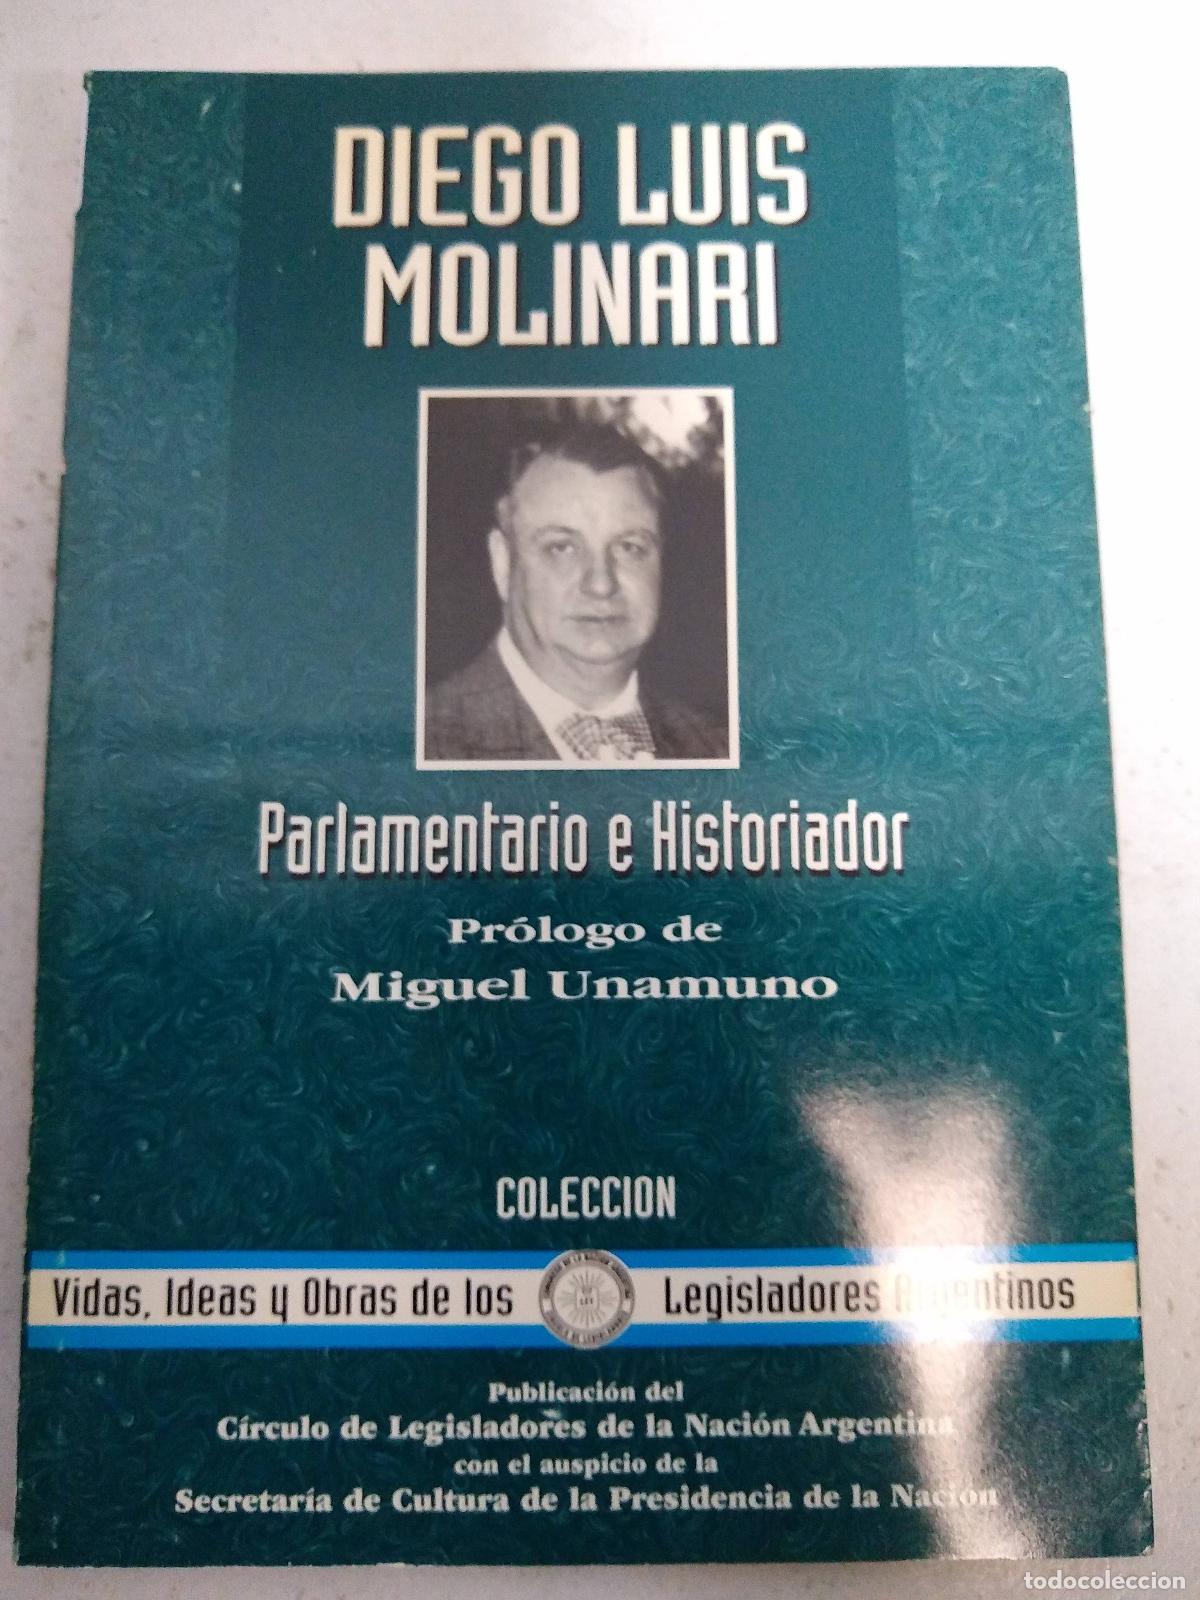 DIEGO LUIS
MOLINARI
Parlamentario e Historiador
Prólogo de
Miguel Unamuno
COLECCION
Vidas, Ideas y Obras de los Legisladores Argentinos
Publicación del
Círculo de Legisladores de la Nación Argentina
con el auspicio de la
Secretaría de Cultura de la Presidencia de la Nación
todocoleccion